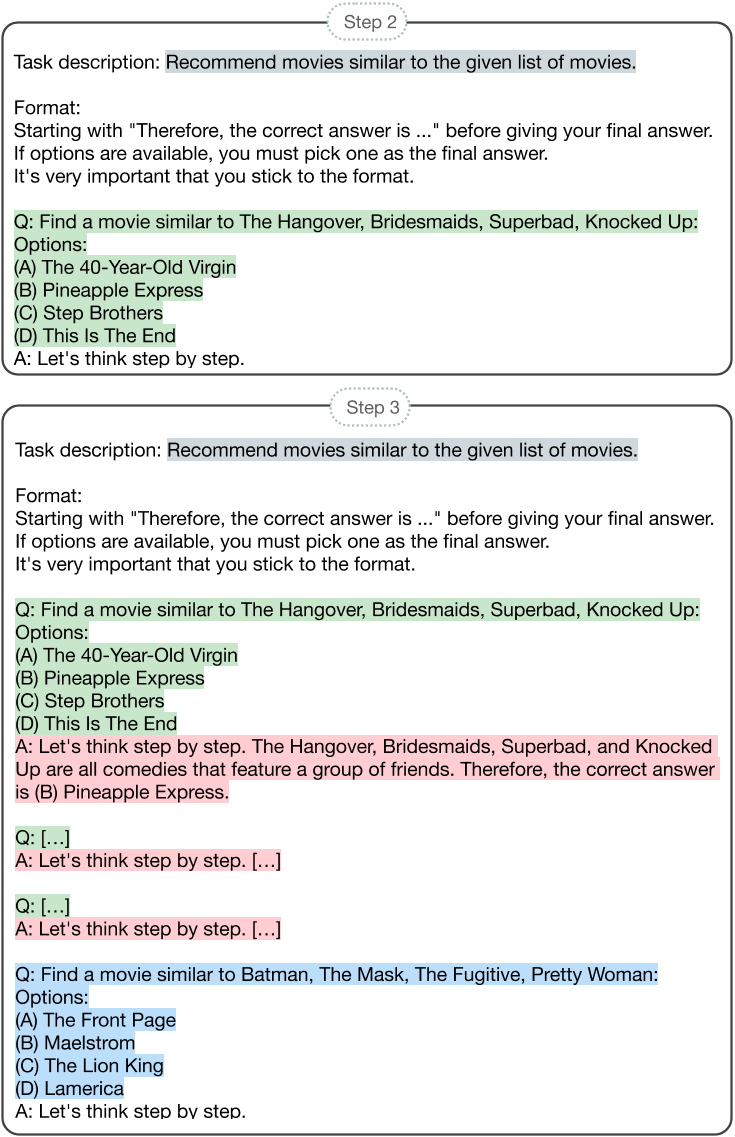 Step 2
Task description: Recommend movies similar to the given list of movies.
Format:
Starting with "Therefore, the correct answer is ..." before giving your final answer.
If options are available, you must pick one as the final answer.
It's very important that you stick to the format.
Q: Find a movie similar to The Hangover, Bridesmaids, Superbad, Knocked Up:
Options:
(A) The 40-Year-Old Virgin
(B) Pineapple Express
(C) Step Brothers
(D) This Is The End
A: Let's think step by step.
Step 3
Task description: Recommend movies similar to the given list of movies.
Format:
Starting with "Therefore, the correct answer is ..." before giving your final answer.
If options are available, you must pick one as the final answer.
It's very important that you stick to the format.
Q: Find a movie similar to The Hangover, Bridesmaids, Superbad, Knocked Up:
Options:
(A) The 40-Year-Old Virgin
(B) Pineapple Express
(C) Step Brothers
(D) This Is The End
A: Let's think step by step. The Hangover, Bridesmaids, Superbad, and Knocked
Up are all comedies that feature a group of friends. Therefore, the correct answer
is (B) Pineapple Express.
Q: [...]
A: Let's think step by step. [...]
Q: [...]
A: Let's think step by step. [...]
Q: Find a movie similar to Batman, The Mask, The Fugitive, Pretty Woman:
Options:
(A) The Front Page
(B) Maelstrom
(C) The Lion King
(D) Lamerica
A: Let's think step by step.